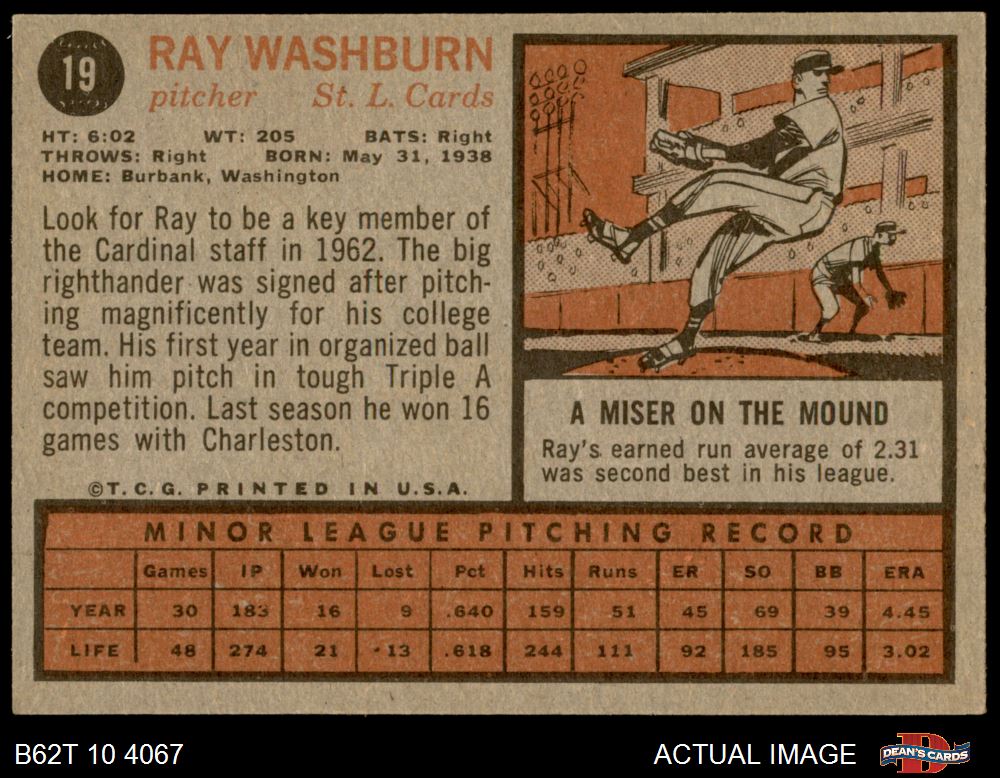 19
RAY WASHBURN
pitcher St. L. Cards
HT: 6:02 WT: 205 BATS: Right
THROWS: Right BORN: May 31, 1938
HOME: Burbank, Washington
Look for Ray to be a key member of
the Cardinal staff in 1962. The big
righthander was signed after pitch-
ing magnificently for his college
team. His first year in organized ball
saw him pitch in tough Triple A
competition. Last season he won 16
games with Charleston.
©T.C.G. PRINTED IN U.S.A.
A MISER ON THE MOUND
Ray's earned run average of 2.31
was second best in his league.
MINOR LEAGUE PITCHING RECORD
Games IP Won Lost Pct Hits Runs ER SO BB ERA
YEAR 30 183 16 9 .640 159 51 45 69 39 4.45
LIFE 48 274 21 13 .618 244 111 92 185 95 3.02
B62T 10 4067
ACTUAL IMAGE
DEAN'S CARDS